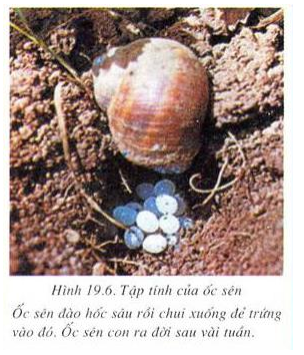 Hình 19.6. Tập tính của ốc sên
Ốc sên đào hốc sâu rồi chui xuống đẻ trứng
vào đó. Ốc sên con ra đời sau vài tuần.